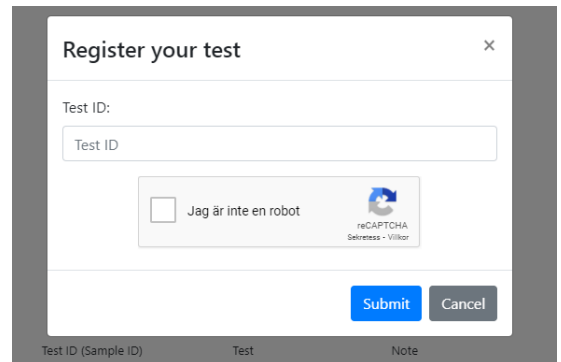 Register your test
×
Test ID:
Test ID
Jag är inte en robot
reCAPTCHA
Sekretess - Villkor
Submit Cancel
Test ID (Sample ID) Test Note